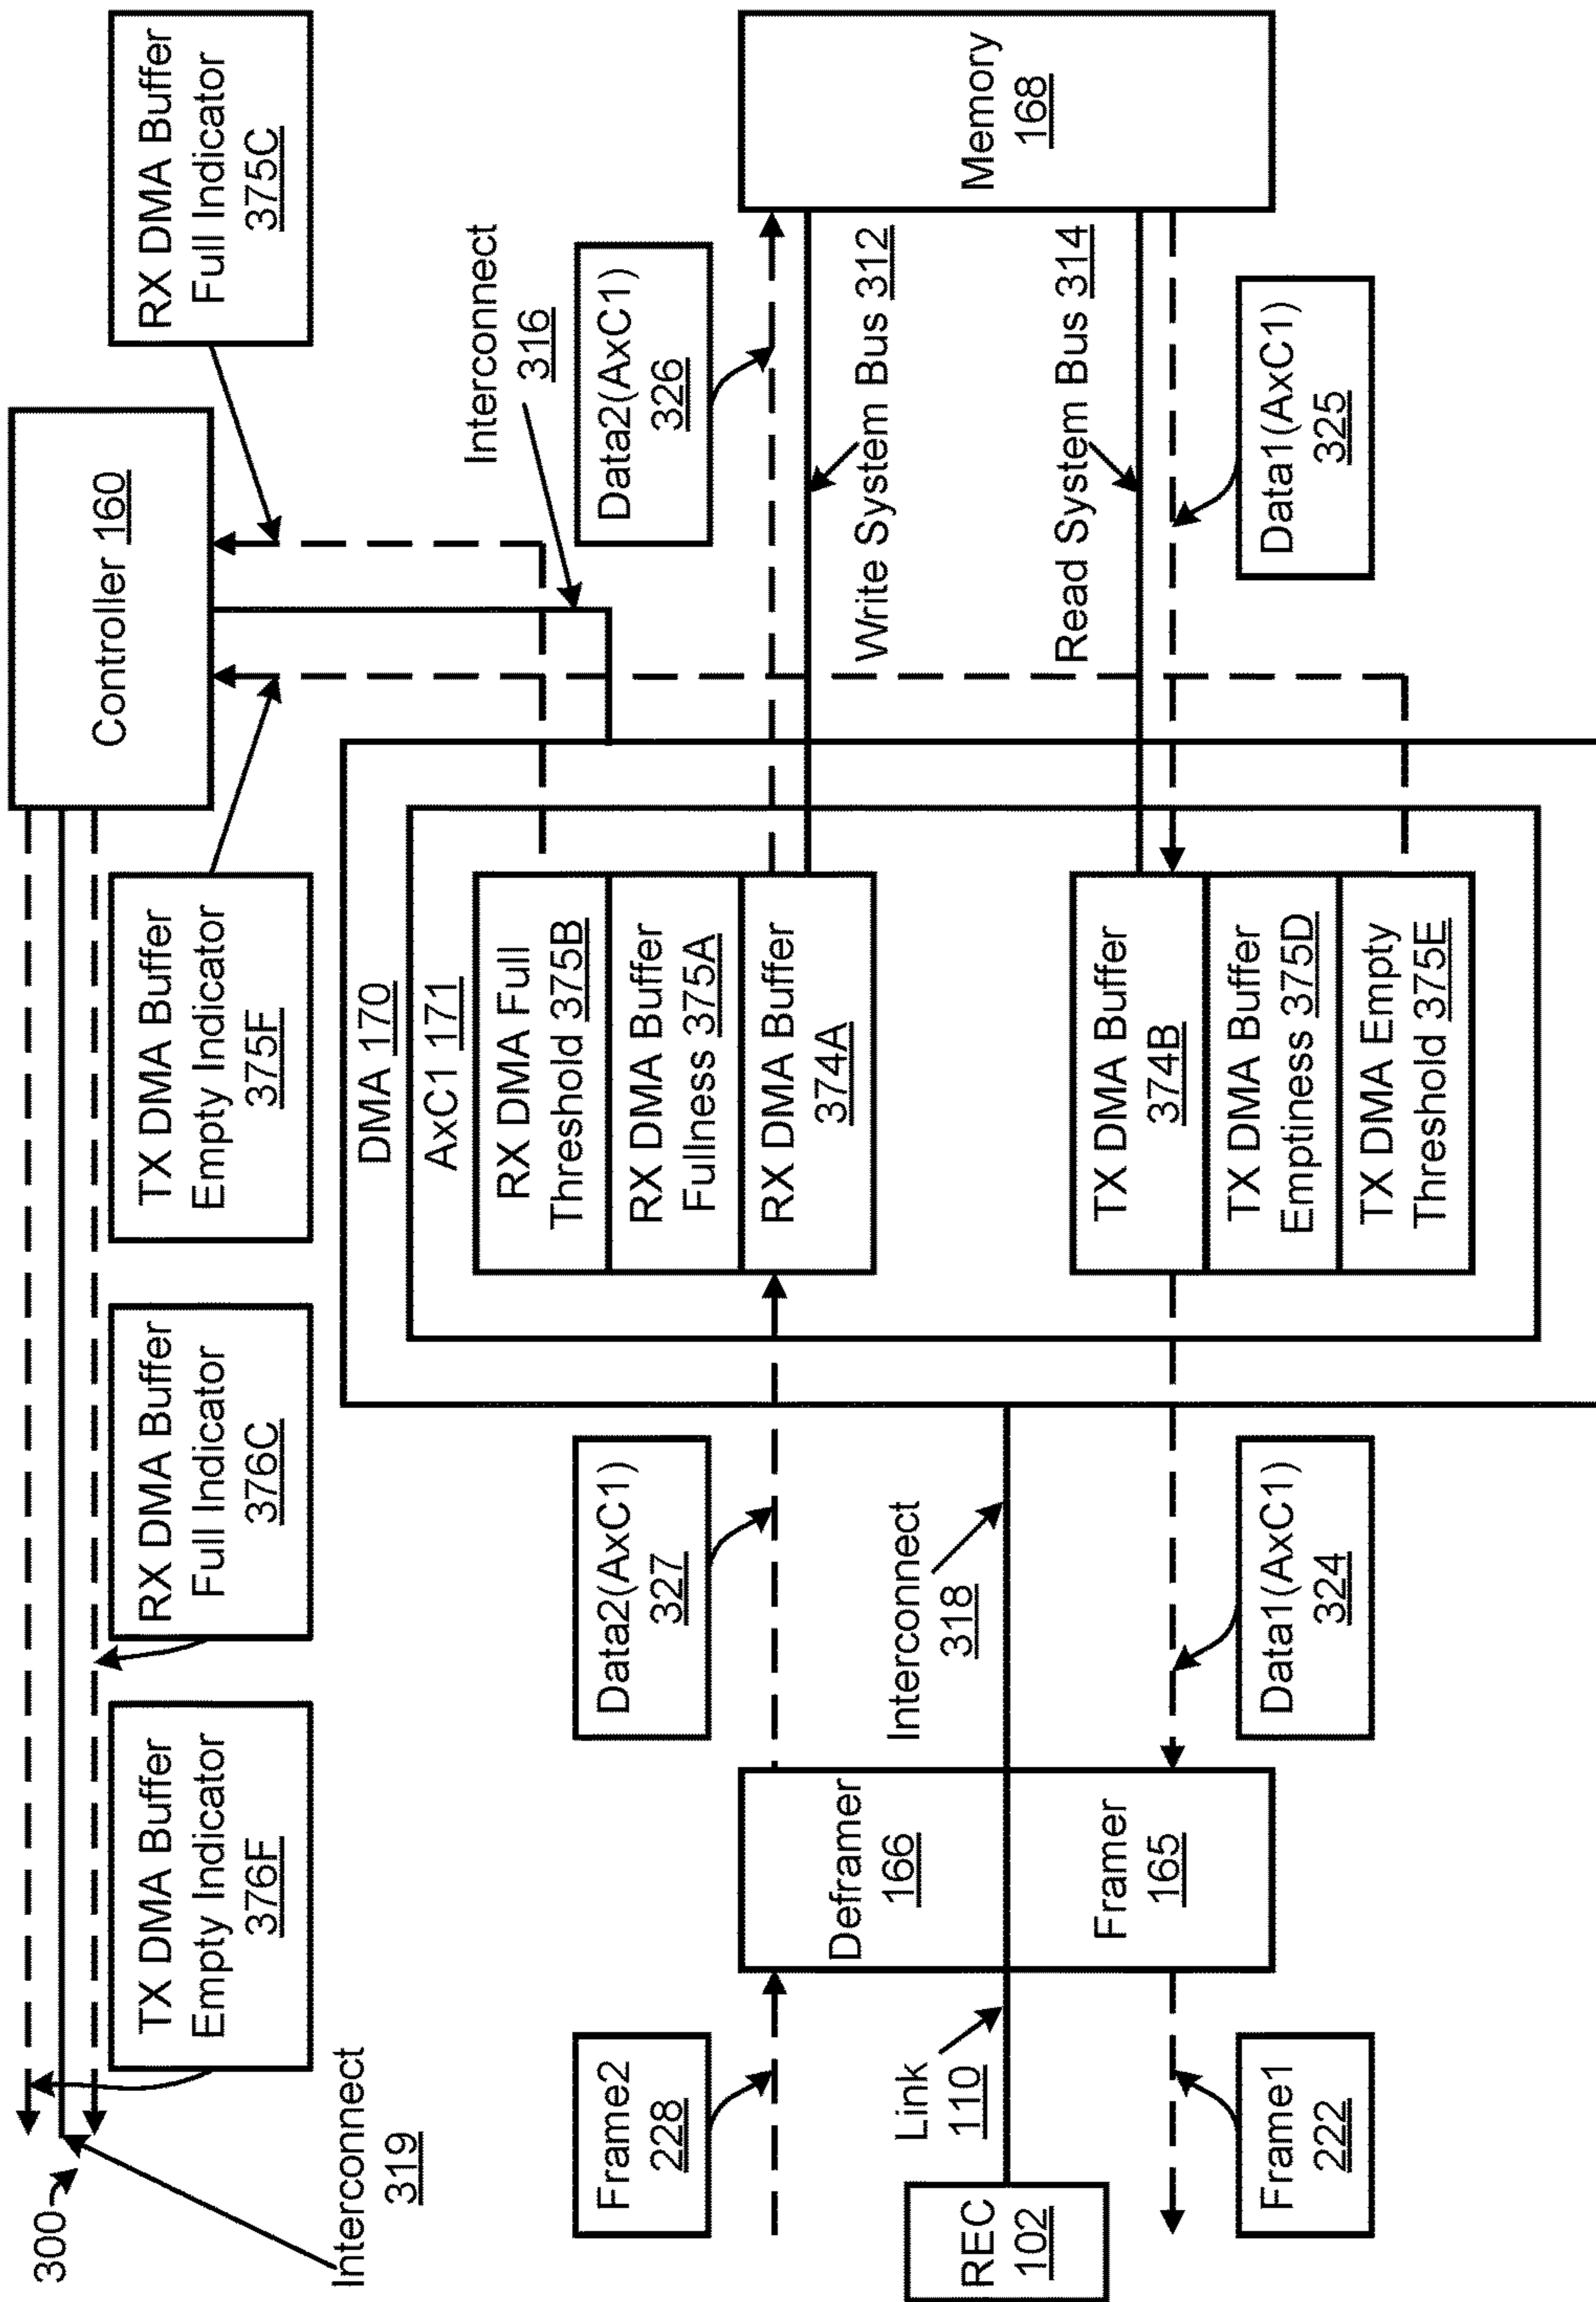 300
Interconnect
319
TX DMA Buffer
Empty Indicator
376F
RX DMA Buffer
Full Indicator
376C
TX DMA Buffer
Empty Indicator
375F
Controller 160
RX DMA Buffer
Full Indicator
375C
Interconnect
316
Frame2
228
Data2(AxC1)
327
DMA 170
AxC1 171
RX DMA Full
Threshold 375B
RX DMA Buffer
Fullness 375A
RX DMA Buffer
374A
Data2(AxC1)
326
Write System Bus 312
REC
102
Link
110
Deframer
166
Framer
165
Interconnect
318
Read System Bus 314
Memory
168
TX DMA Buffer
374B
TX DMA Buffer
Emptiness 375D
TX DMA Empty
Threshold 375E
Frame1
222
Data1(AxC1)
324
Data1(AxC1)
325